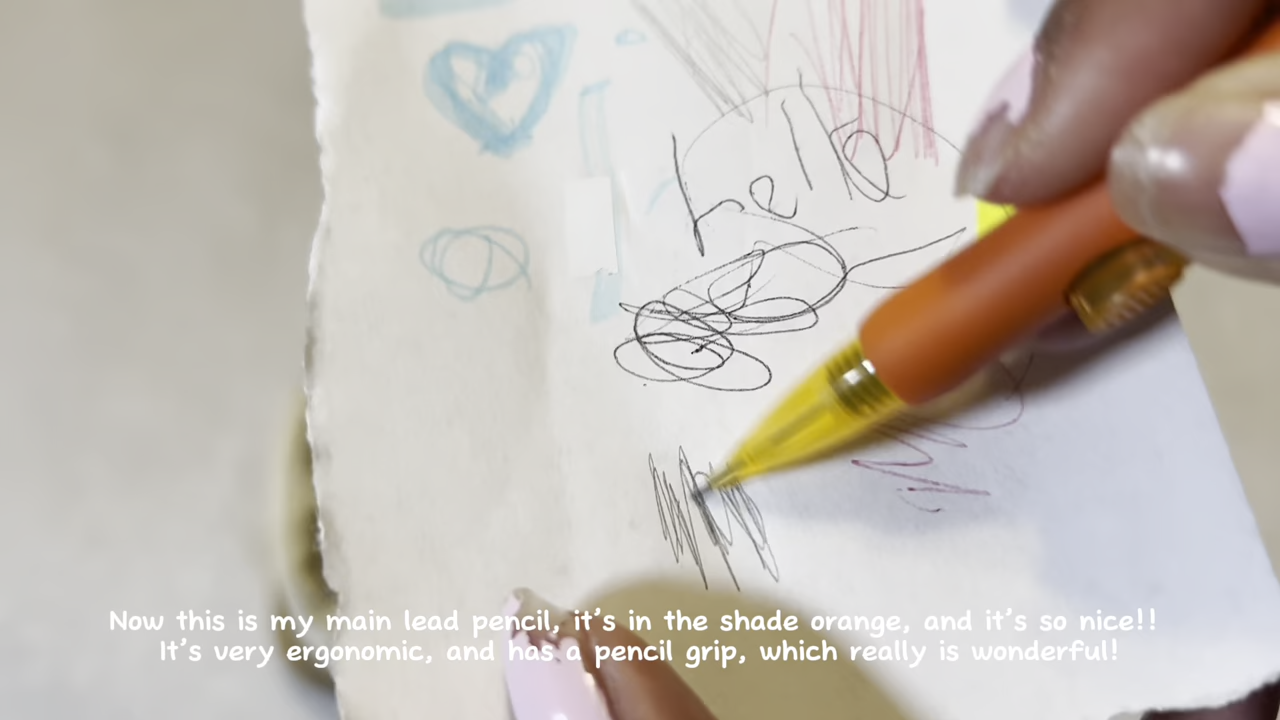 hello
Now this is my main lead pencil, it's in the shade orange, and it's so nice!!
It's very ergonomic, and has a pencil grip, which really is wonderful!